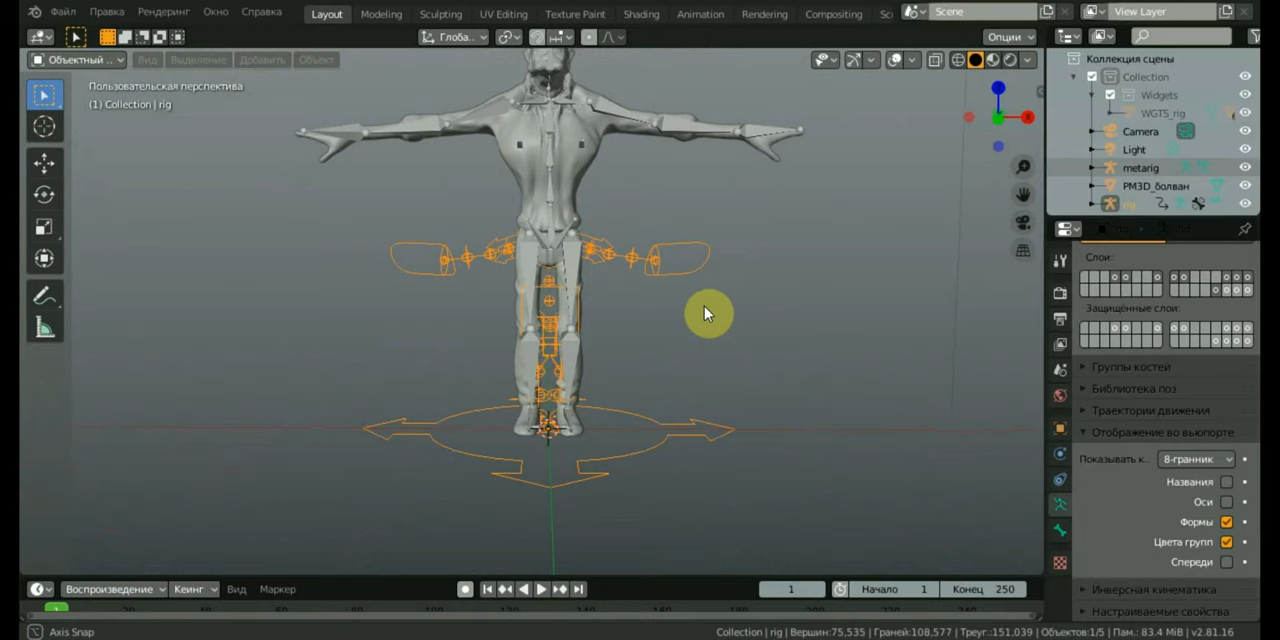 Файл Правка Рендеринг Окно Справка Layout Modeling Sculpting UV Editing Texture Paint Shading Animation Rendering Compositing Sc Scene View Layer
Глоба.. Опции
Объектный .. Вид Выделение Добавить Объект
Пользовательская перспектива
(1) Collection | rig
X
Коллекция сцены
Collection
Widgets
WGTS_rig
Camera
Light
metarig
PM3D_болван
rig
Слои:
Защищённые слои:
Группы костей
Библиотека поз
Траектории движения
Отображение во вьюпорте
Показывать к.. 8-гранник
Названия
Оси
Формы
Цвета групп
Спереди
Инверсная кинематика
Настраиваемые свойства
Воспроизведение Кеинг Вид Маркер 1 Начало 1 Конец 250
1
Axis Snap Collection | rig | Вершин:75,535 | Граней:108,577 | Треуг.:151,039 | Объектов:1/5 | Пам.: 83.4 MiB | v2.81.16